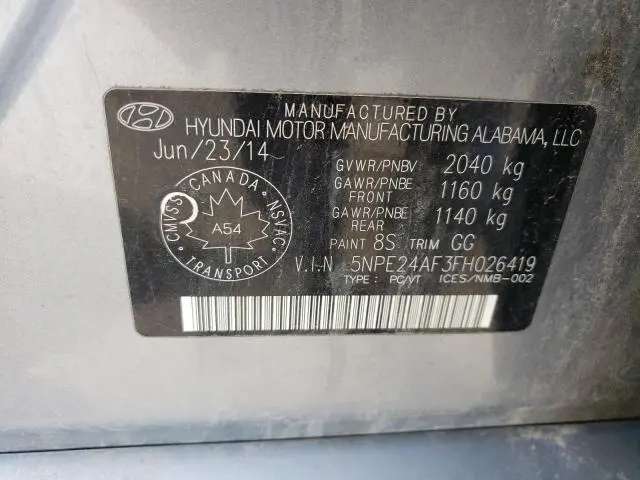 MANUFACTURED BY
HYUNDAI MOTOR MANUFACTURING ALABAMA, LLC
Jun/23/14
GVWR/PNBV 2040 kg
GAWR/PNBE FRONT 1160 kg
GAWR/PNBE REAR 1140 kg
PAINT 8S TRIM GG
V.I.N 5NPE24AF3FH026419
TYPE : PC/VT ICES/NMB-002
CANADA
CMVSS
NSVAC
A54
TRANSPORT